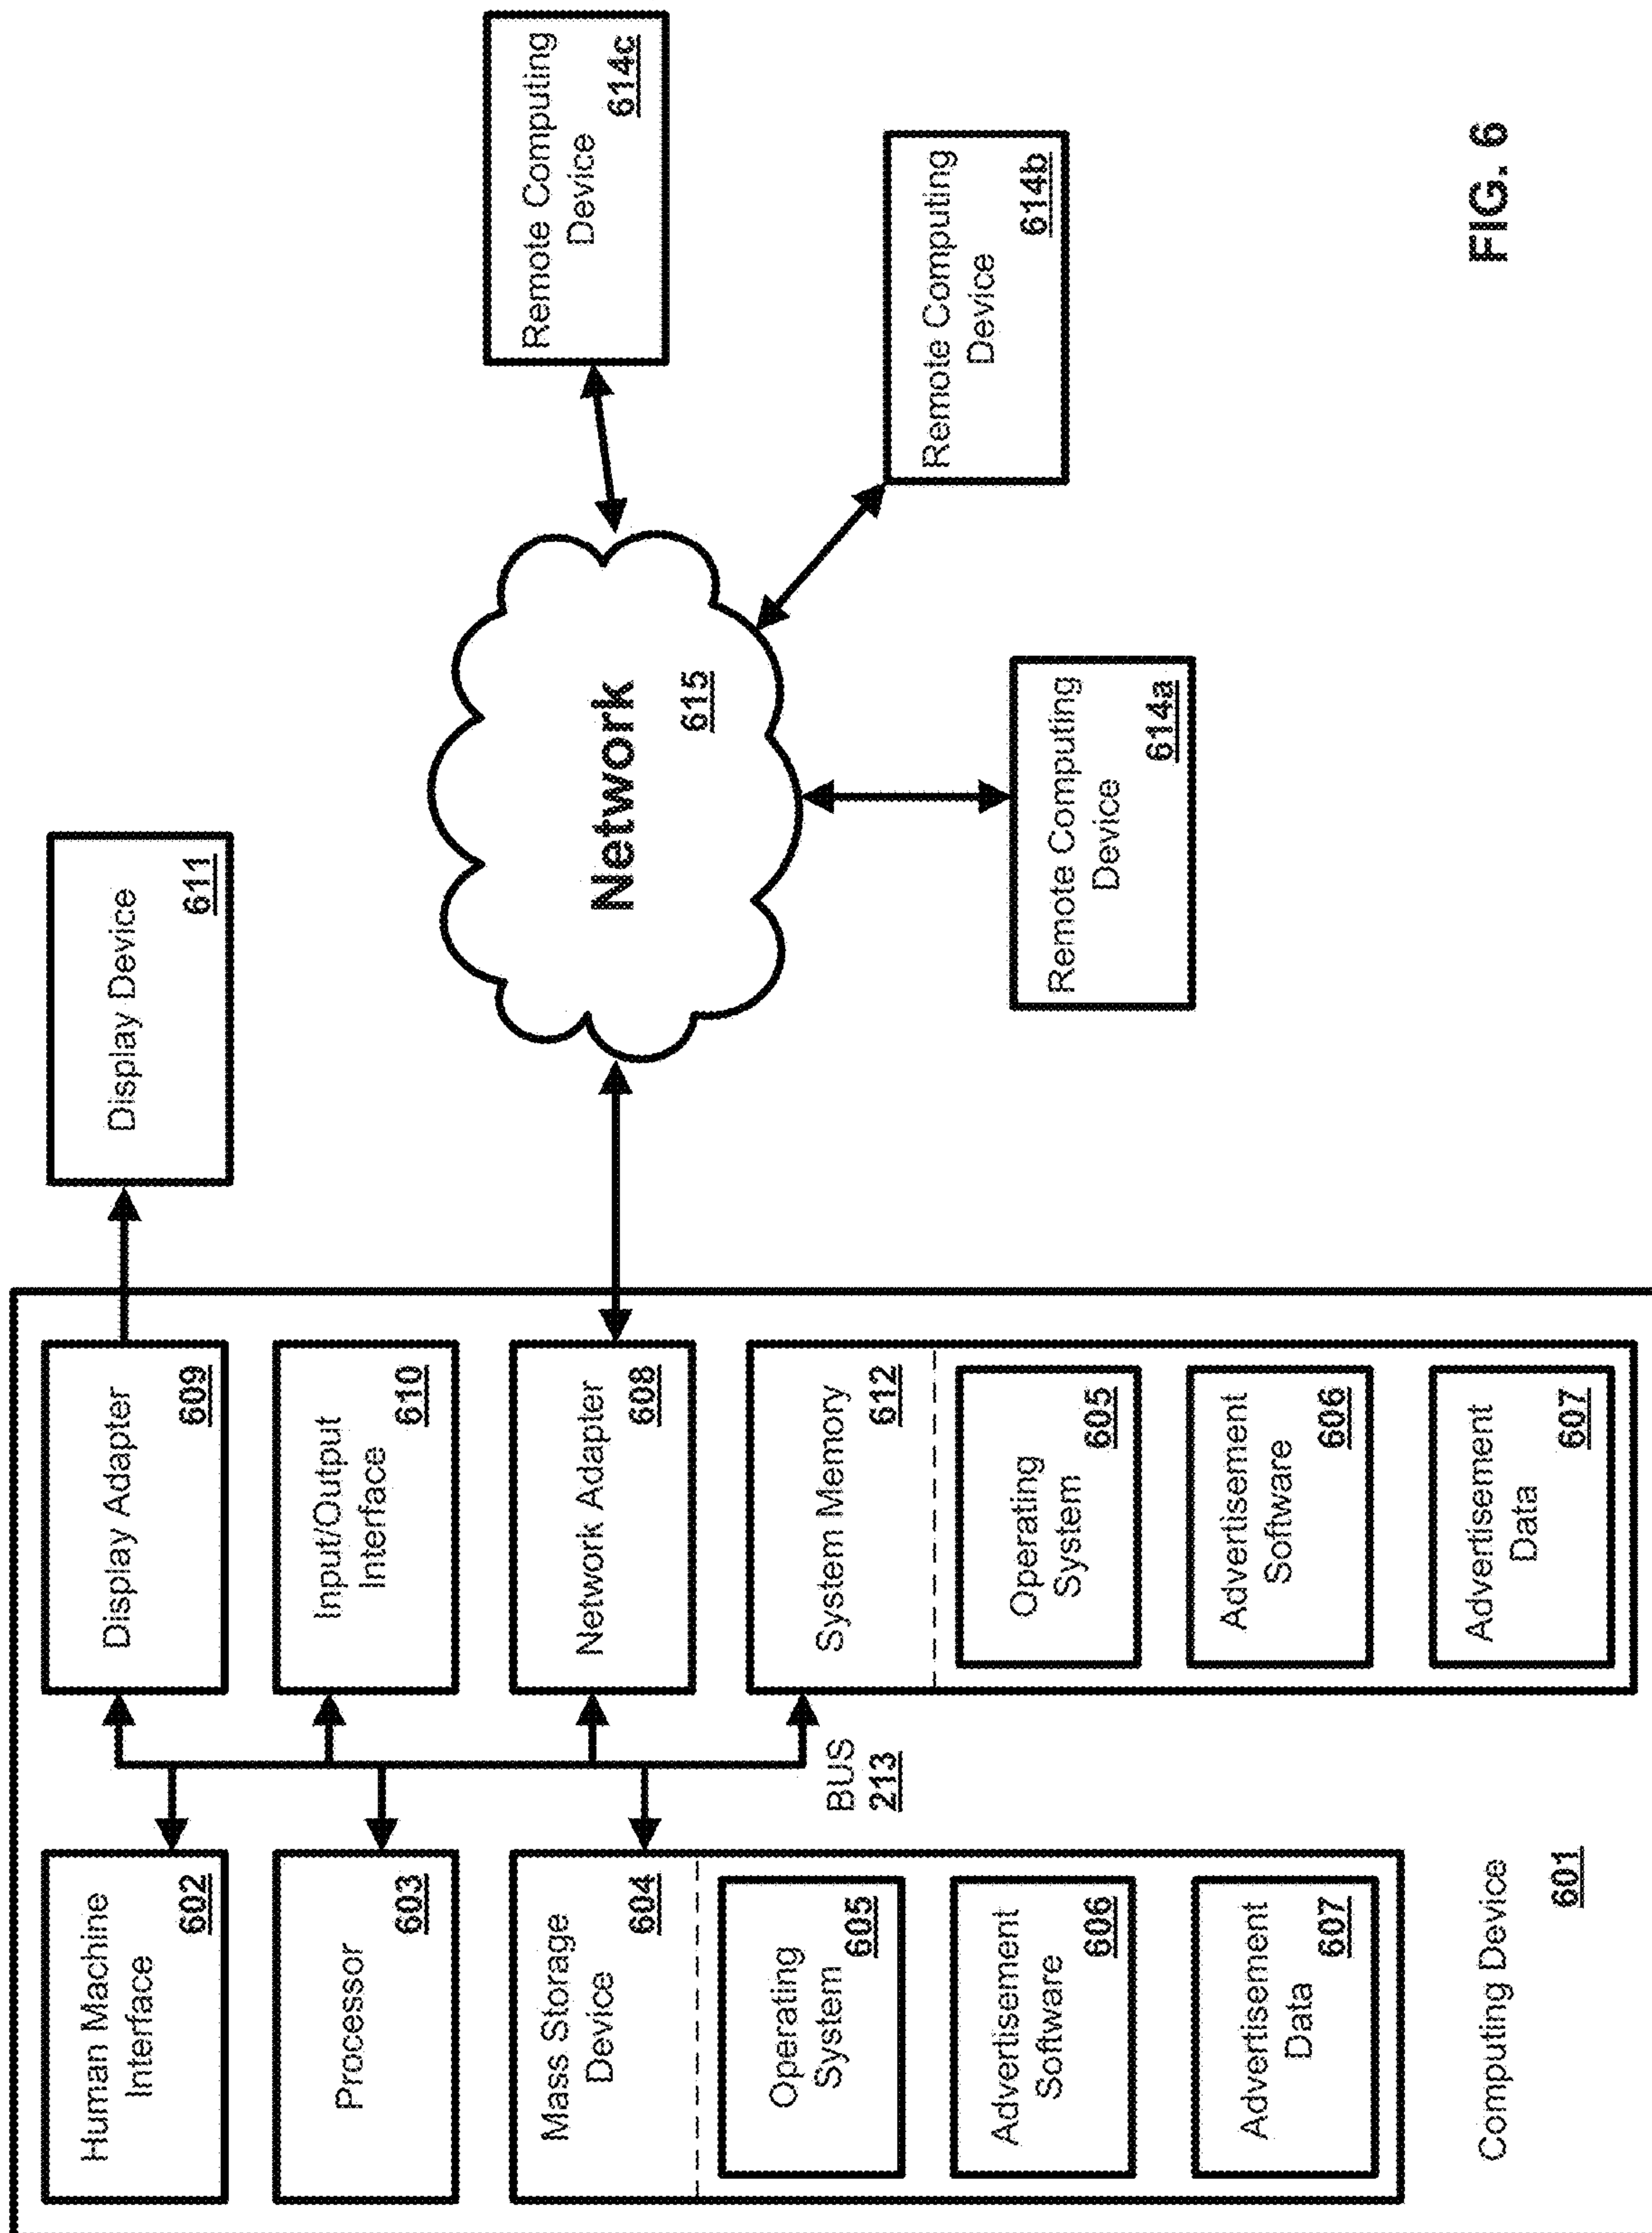 Human Machine
Interface
602
Processor
603
Mass Storage
Device
604
Operating
System
605
Advertisement
Software
606
Advertisement
Data
607
Computing Device
601
BUS
213
Display Adapter
609
Input/Output
Interface
610
Network Adapter
608
System Memory
612
Operating
System
605
Advertisement
Software
606
Advertisement
Data
607
Display Device
611
Network
615
Remote Computing
Device
614a
Remote Computing
Device
614b
Remote Computing
Device
614c
FIG. 6